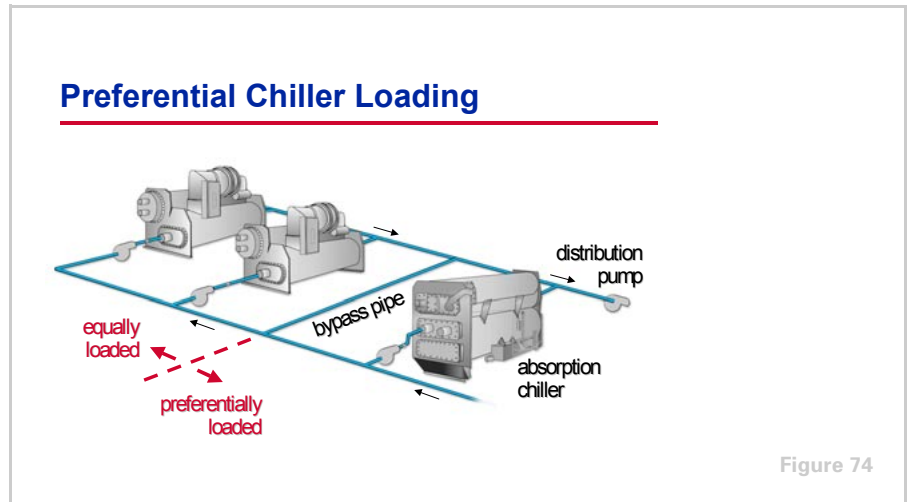 Preferential Chiller Loading
distribution
pump
bypass pipe
equally
loaded
absorption
chiller
preferentially
loaded
Figure 74